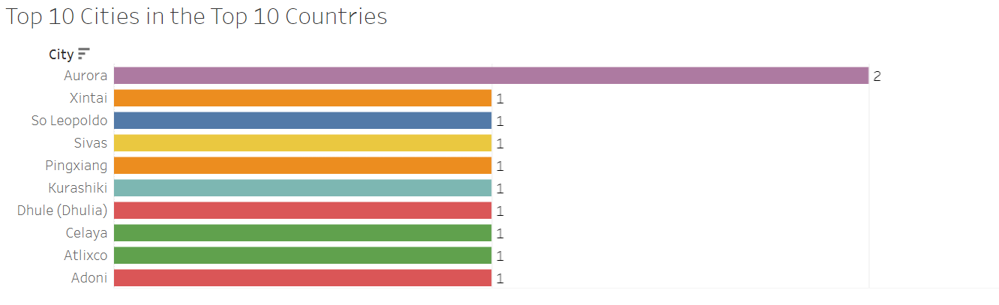 Top 10 Cities in the Top 10 Countries
City
Aurora 2
Xintai 1
So Leopoldo 1
Sivas 1
Pingxiang 1
Kurashiki 1
Dhule (Dhulia) 1
Celaya 1
Atlixco 1
Adoni 1